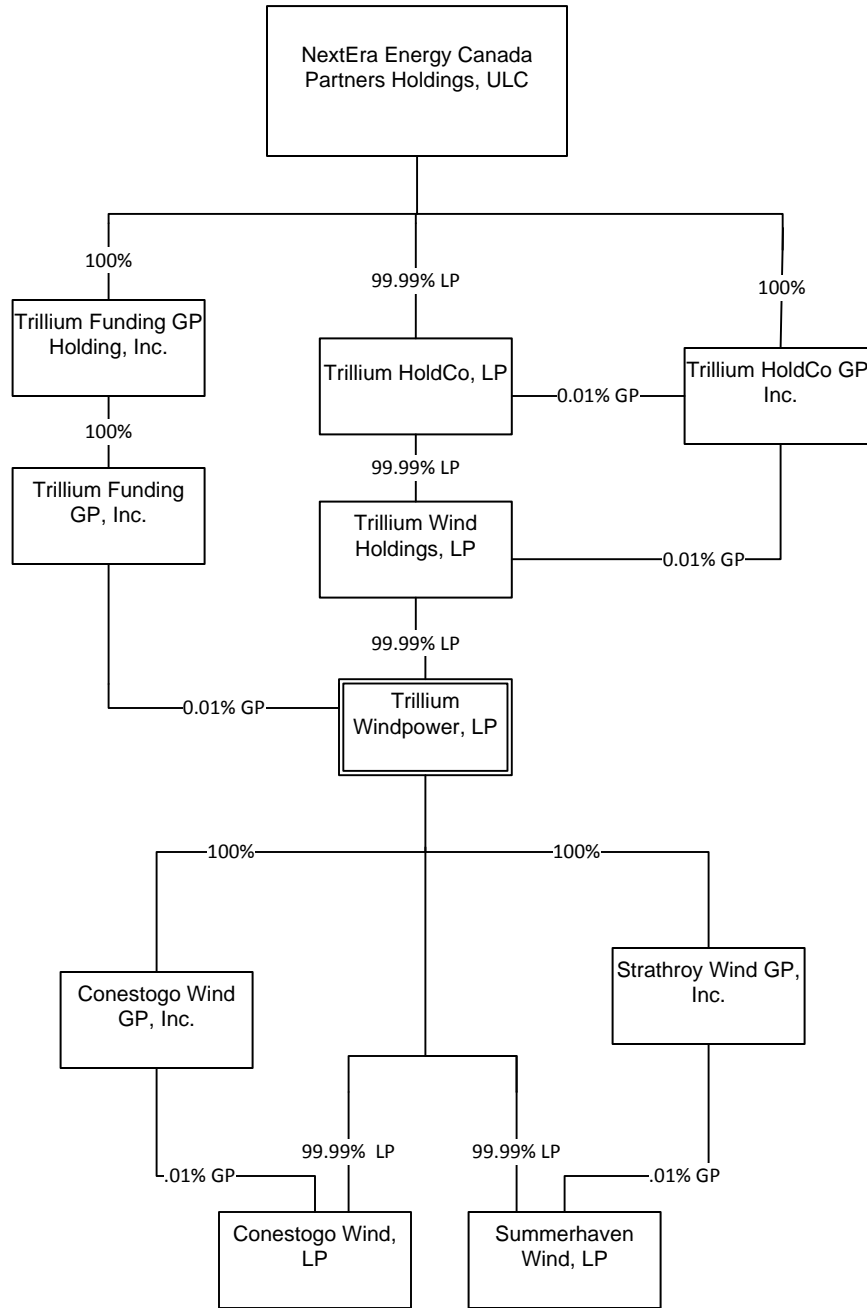 NextEra Energy Canada
Partners Holdings, ULC
100%
99.99% LP
100%
Trillium Funding GP
Holding, Inc.
Trillium HoldCo, LP
0.01% GP
Trillium HoldCo GP
Inc.
100%
99.99% LP
Trillium Funding
GP, Inc.
Trillium Wind
Holdings, LP
0.01% GP
99.99% LP
0.01% GP
Trillium
Windpower, LP
100%
100%
Conestogo Wind
GP, Inc.
Strathroy Wind GP,
Inc.
99.99% LP
99.99% LP
.01% GP
.01% GP
Conestogo Wind,
LP
Summerhaven
Wind, LP